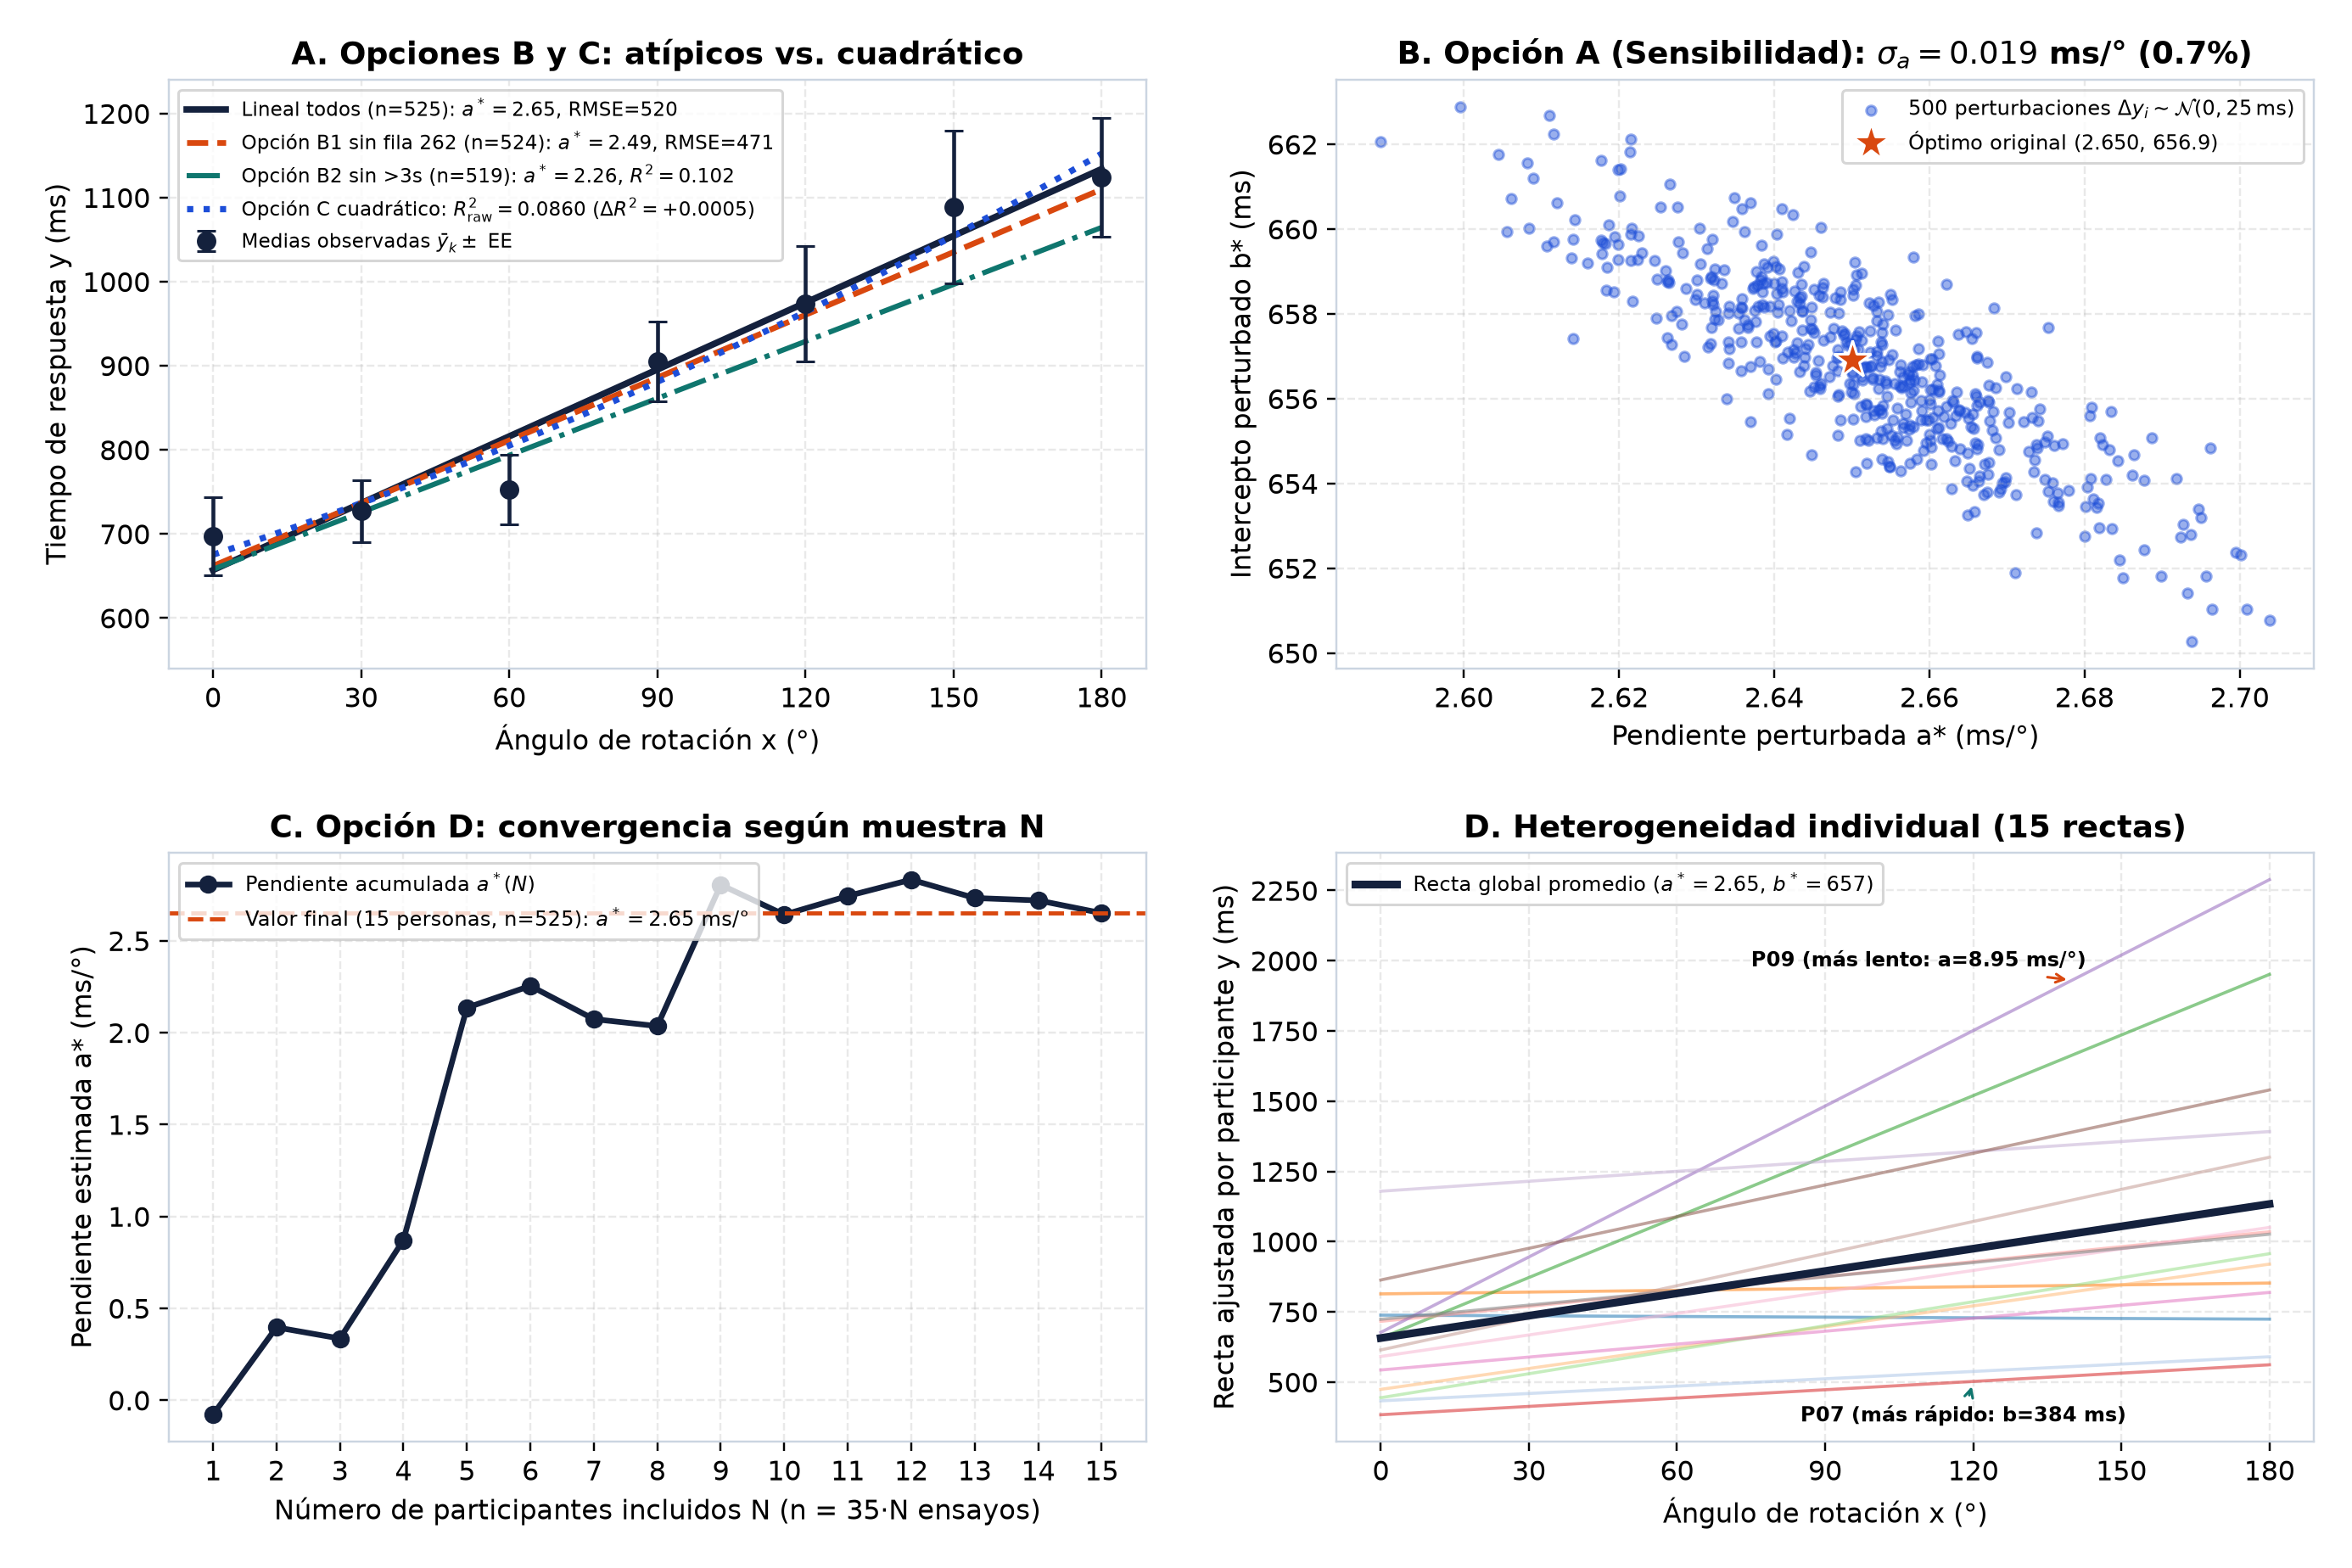 A. Opciones B y C: atípicos vs. cuadrático
Tiempo de respuesta y (ms)
1200
1100
1000
900
800
700
600
Lineal todos (n=525): a* = 2.65, RMSE=520
Opción B1 sin fila 262 (n=524): a* = 2.49, RMSE=471
Opción B2 sin >3s (n=519): a* = 2.26, R² = 0.102
Opción C cuadrático: R²raw = 0.0860 (ΔR² = +0.0005)
Medias observadas ȳk ± EE
0 30 60 90 120 150 180
Ángulo de rotación x (°)
B. Opción A (Sensibilidad): σa = 0.019 ms/° (0.7%)
Intercepto perturbado b* (ms)
662
660
658
656
654
652
650
500 perturbaciones Δyi ~ 𝒩(0, 25 ms)
Óptimo original (2.650, 656.9)
2.60 2.62 2.64 2.66 2.68 2.70
Pendiente perturbada a* (ms/°)
C. Opción D: convergencia según muestra N
Pendiente estimada a* (ms/°)
2.5
2.0
1.5
1.0
0.5
0.0
Pendiente acumulada a*(N)
Valor final (15 personas, n=525): a* = 2.65 ms/°
1 2 3 4 5 6 7 8 9 10 11 12 13 14 15
Número de participantes incluidos N (n = 35·N ensayos)
D. Heterogeneidad individual (15 rectas)
Recta ajustada por participante y (ms)
2250
2000
1750
1500
1250
1000
750
500
Recta global promedio (a* = 2.65, b* = 657)
P09 (más lento: a=8.95 ms/°)
P07 (más rápido: b=384 ms)
0 30 60 90 120 150 180
Ángulo de rotación x (°)